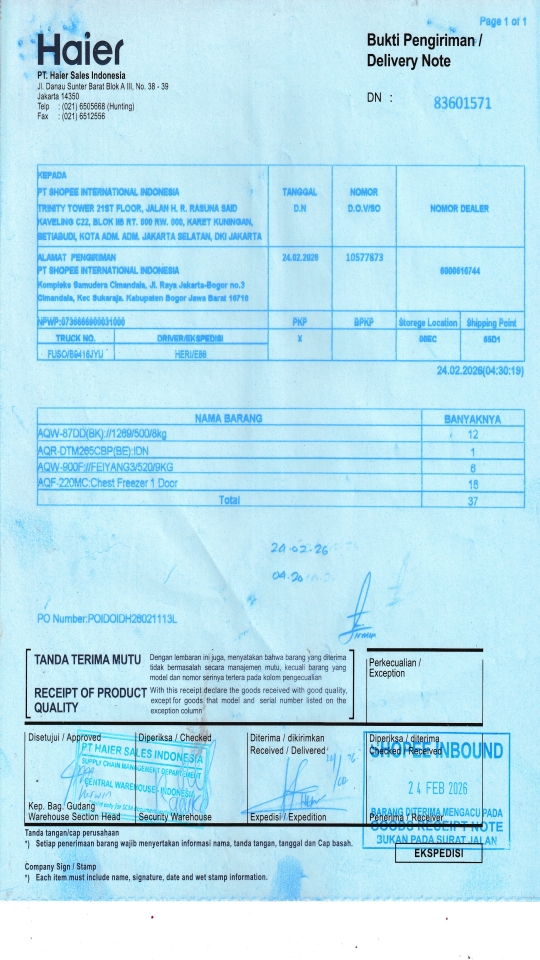 Page 1 of 1
Haier
Bukti Pengiriman /
Delivery Note
PT. Haier Sales Indonesia
Jl. Danau Sunter Barat Blok A III, No. 38 - 39
Jakarta 14350
Telp : (021) 6505668 (Hunting)
Fax : (021) 6512556
DN : 83601571
KEPADA
PT SHOPEE INTERNATIONAL INDONESIA
TRINITY TOWER 21ST FLOOR, JALAN H. R. RASUNA SAID
KAVELING C22, BLOK IIB RT. 000 RW. 000, KARET KUNINGAN,
SETIABUDI, KOTA ADM. ADM. JAKARTA SELATAN, DKI JAKARTA
TANGGAL
D.N
NOMOR
D.O.V/SO
NOMOR DEALER
ALAMAT PENGIRIMAN
PT SHOPEE INTERNATIONAL INDONESIA
Kompleks Samudera Cimandala, Jl. Raya Jakarta-Bogor no.3
Cimandala, Kec Sukaraja. Kabupaten Bogor Jawa Barat 16710
24.02.2026
10577873
NPWP:
PKP
BPKP
Storege Location
Shipping Point
TRUCK NO.
DRIVER/EKSPEDISI
X
FUSO/B9416JYU
24.02.2026(04:30:19)
NAMA BARANG
BANYAKNYA
AQW-87DD(BK)://1269/500/8kg 12
AQR-DTM265CBP(BE):IDN 1
AQW-900F://FEIYANG3/520/9KG 6
AQF-220MC:Chest Freezer 1 Door 18
Total 37
04.20
PO Number:POIDOIDH26021113L
TANDA TERIMA MUTU
Dengan lembaran ini juga, menyatakan bahwa barang yang diterima
tidak bermasalah secara manajemen mutu, kecuali barang yang
model dan nomor serinya tertera pada kolom pengecualian
RECEIPT OF PRODUCT
QUALITY
With this receipt declare the goods received with good quality,
except for goods that model and serial number listed on the
exception column
Perkecualian /
Exception
Disetujui / Approved
Diperiksa / Checked
Diterima / dikirimkan
Received / Delivered
Diperiksa / diterima
Checked / Received
PT HAIER SALES INDONESIA
SUPPLY CHAIN MANAGEMENT DEPARTMENT
CENTRAL WAREHOUSE - INDONESIA
SHOPEE INBOUND
24 FEB 2026
BARANG DITERIMA MENGACU PADA
GOODS RECEIPT NOTE
BUKAN PADA SURAT JALAN
Kep. Bag. Gudang
Warehouse Section Head
Security Warehouse
Expedisi / Expedition
Penerima / Receiver
EKSPEDISI
Tanda tangan/cap perusahaan
*) Setiap penerimaan barang wajib menyertakan informasi nama, tanda tangan, tanggal dan Cap basah.
Company Sign / Stamp
*) Each item must include name, signature, date and wet stamp information.